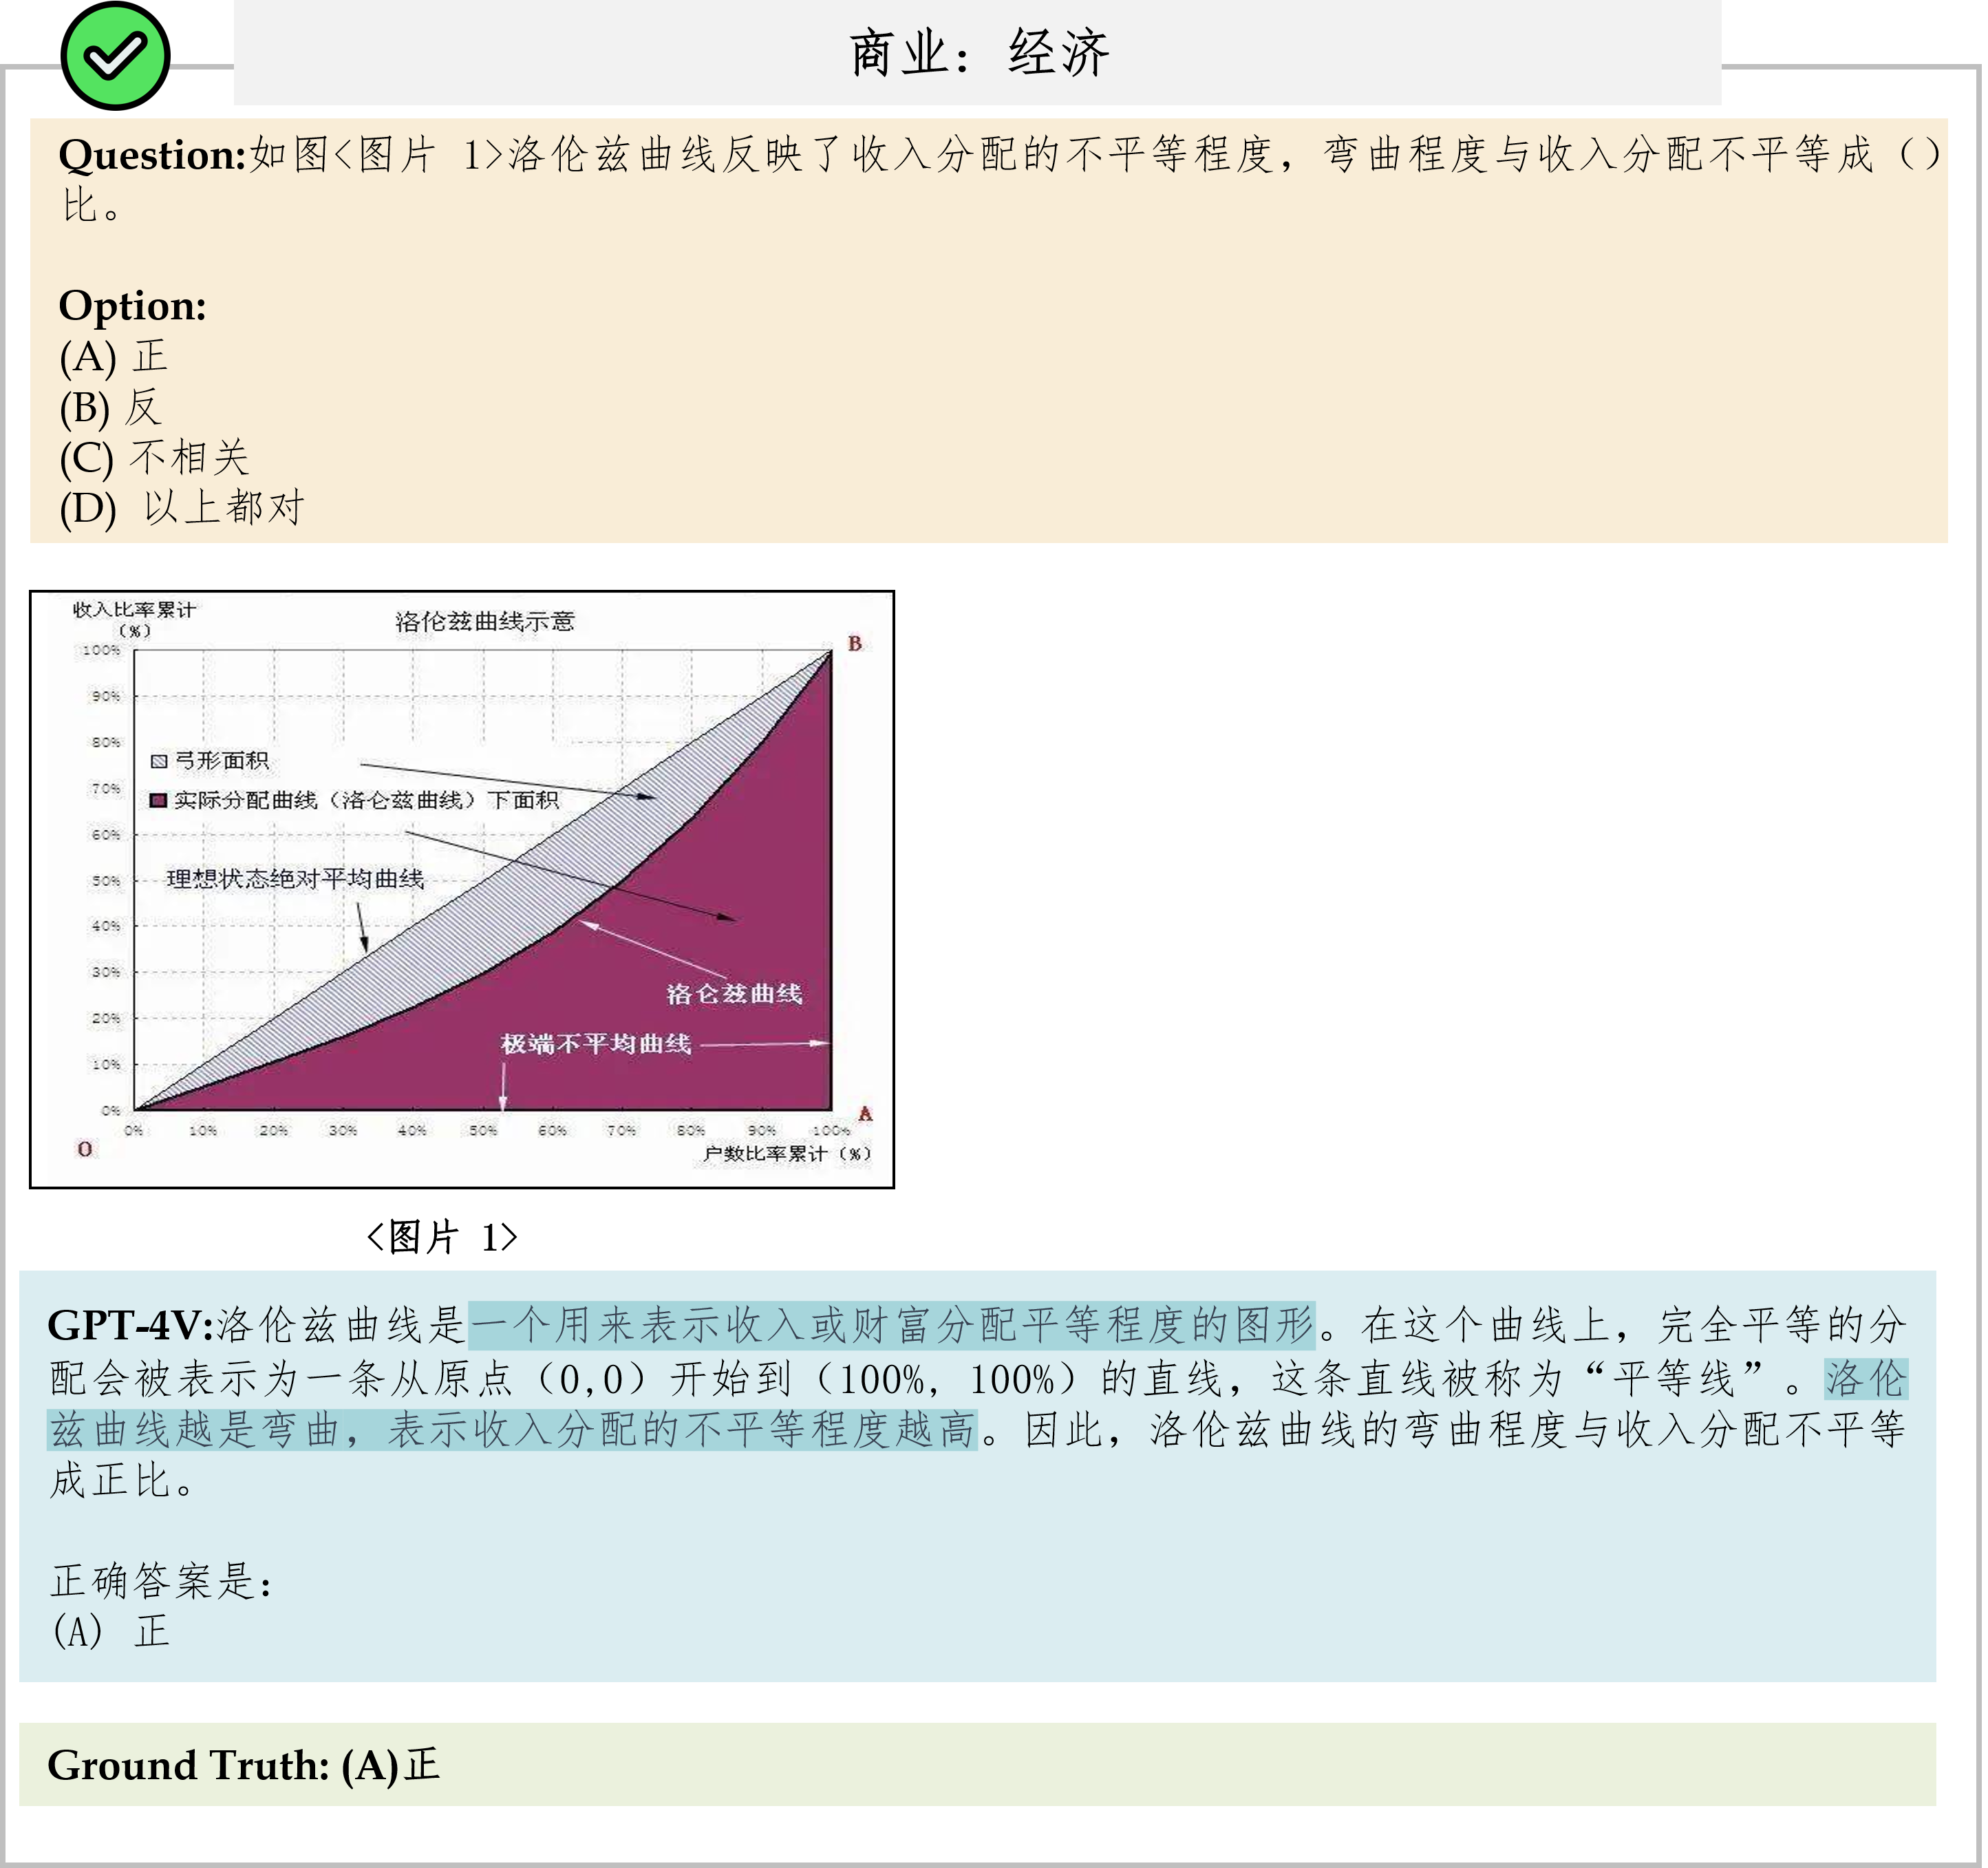 商业：经济
Question:如图<图片 1>洛伦兹曲线反映了收入分配的不平等程度，弯曲程度与收入分配不平等成（）
比。
Option:
(A) 正
(B) 反
(C) 不相关
(D) 以上都对
收入比率累计
（%）
洛伦兹曲线示意
B
100%
90%
80%
弓形面积
70%
实际分配曲线（洛仑兹曲线）下面积
60%
理想状态绝对平均曲线
50%
40%
30%
洛仑兹曲线
20%
极端不平均曲线
10%
0%
A
0% 10% 20% 30% 40% 50% 60% 70% 80% 90% 100%
O
户数比率累计（%）
<图片 1>
GPT-4V:洛伦兹曲线是一个用来表示收入或财富分配平等程度的图形。在这个曲线上，完全平等的分
配会被表示为一条从原点（0,0）开始到（100%, 100%）的直线，这条直线被称为“平等线”。洛伦
兹曲线越是弯曲，表示收入分配的不平等程度越高。因此，洛伦兹曲线的弯曲程度与收入分配不平等
成正比。
正确答案是：
(A) 正
Ground Truth: (A)正